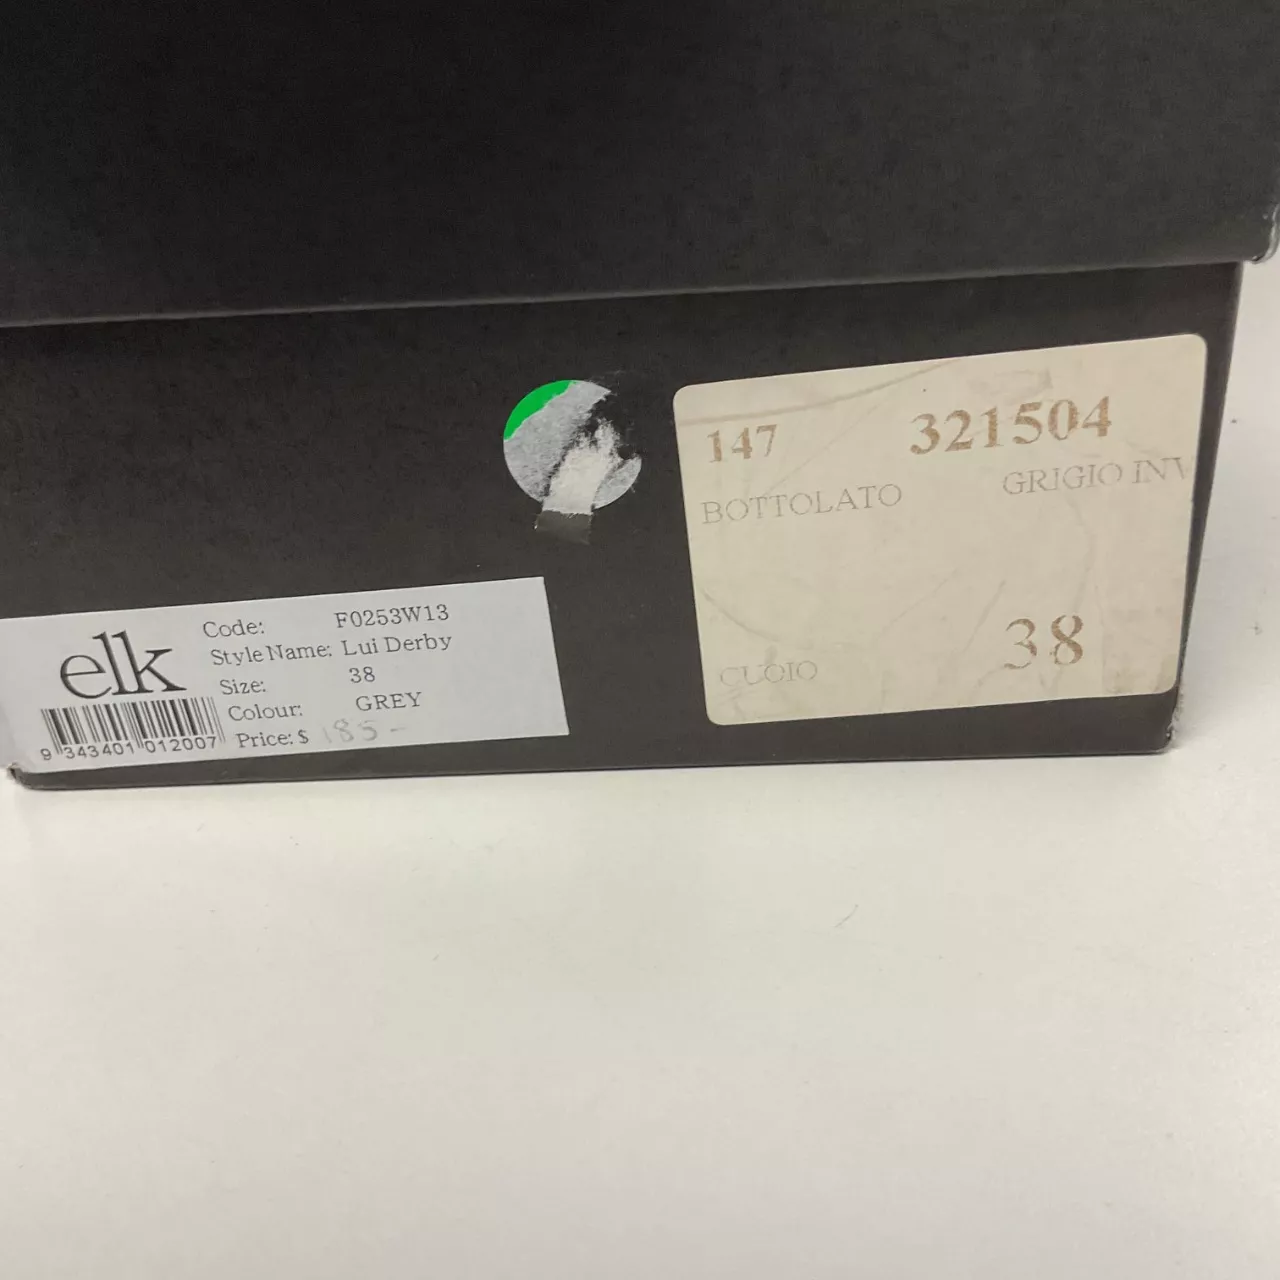 elk
Code: F0253W13
Style Name: Lui Derby
Size: 38
Colour: GREY
Price: $ 185-
9 343401 012007
147 321504
BOTTOLATO GRIGIO INV
CUOIO 38